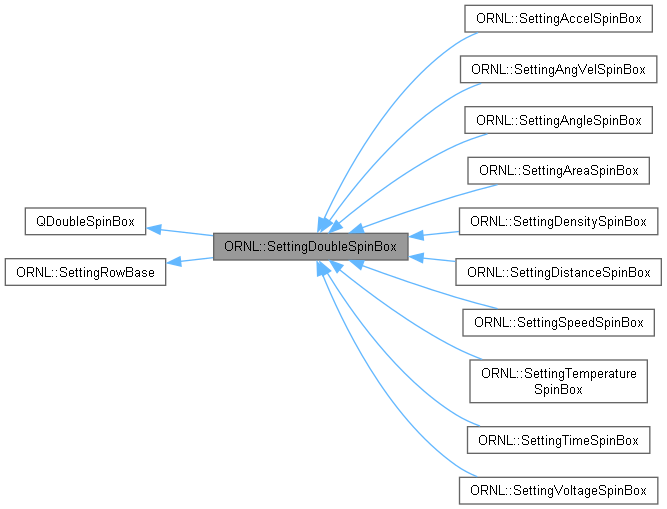 QDoubleSpinBox
ORNL::SettingRowBase
ORNL::SettingDoubleSpinBox
ORNL::SettingAccelSpinBox
ORNL::SettingAngVelSpinBox
ORNL::SettingAngleSpinBox
ORNL::SettingAreaSpinBox
ORNL::SettingDensitySpinBox
ORNL::SettingDistanceSpinBox
ORNL::SettingSpeedSpinBox
ORNL::SettingTemperature
SpinBox
ORNL::SettingTimeSpinBox
ORNL::SettingVoltageSpinBox